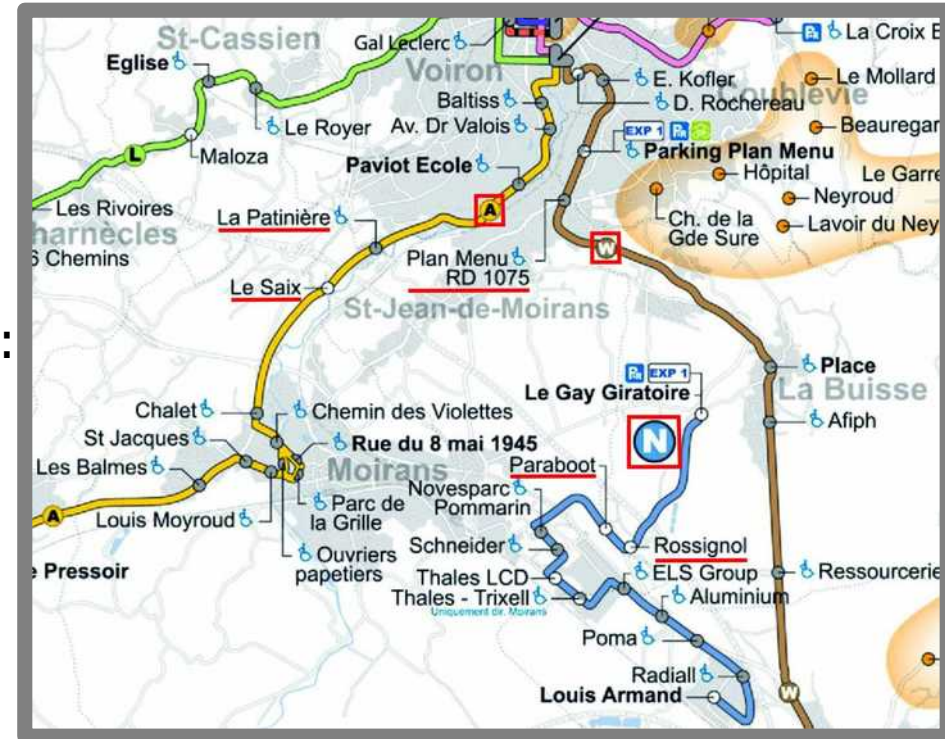 St-Cassien
Gal Leclerc
La Croix B
Eglise
Voiron
E. Kofler
Le Mollard
Baltiss
D. Rochereau
Coublevie
Le Royer
Av. Dr Valois
EXP 1
Beauregar
L
Maloza
Paviot Ecole
Parking Plan Menu
Hôpital
Le Garre
Les Rivoires
La Patinière
A
Neyroud
Charnècles
Ch. de la
Gde Sure
Lavoir du Ney
6 Chemins
Plan Menu
RD 1075
W
Le Saix
St-Jean-de-Moirans
:
EXP 1
Place
Le Gay Giratoire
La Buisse
Chalet
Chemin des Violettes
Afiph
St Jacques
Rue du 8 mai 1945
N
Les Balmes
Moirans
Paraboot
Novesparc
Pommarin
A
Louis Moyroud
Parc de
la Grille
Schneider
Rossignol
Ouvriers
papetiers
e Pressoir
Thales LCD
ELS Group
Ressourcerie
Thales - Trixell
Uniquement dir. Moirans
Aluminium
Poma
Radiall
Louis Armand
W